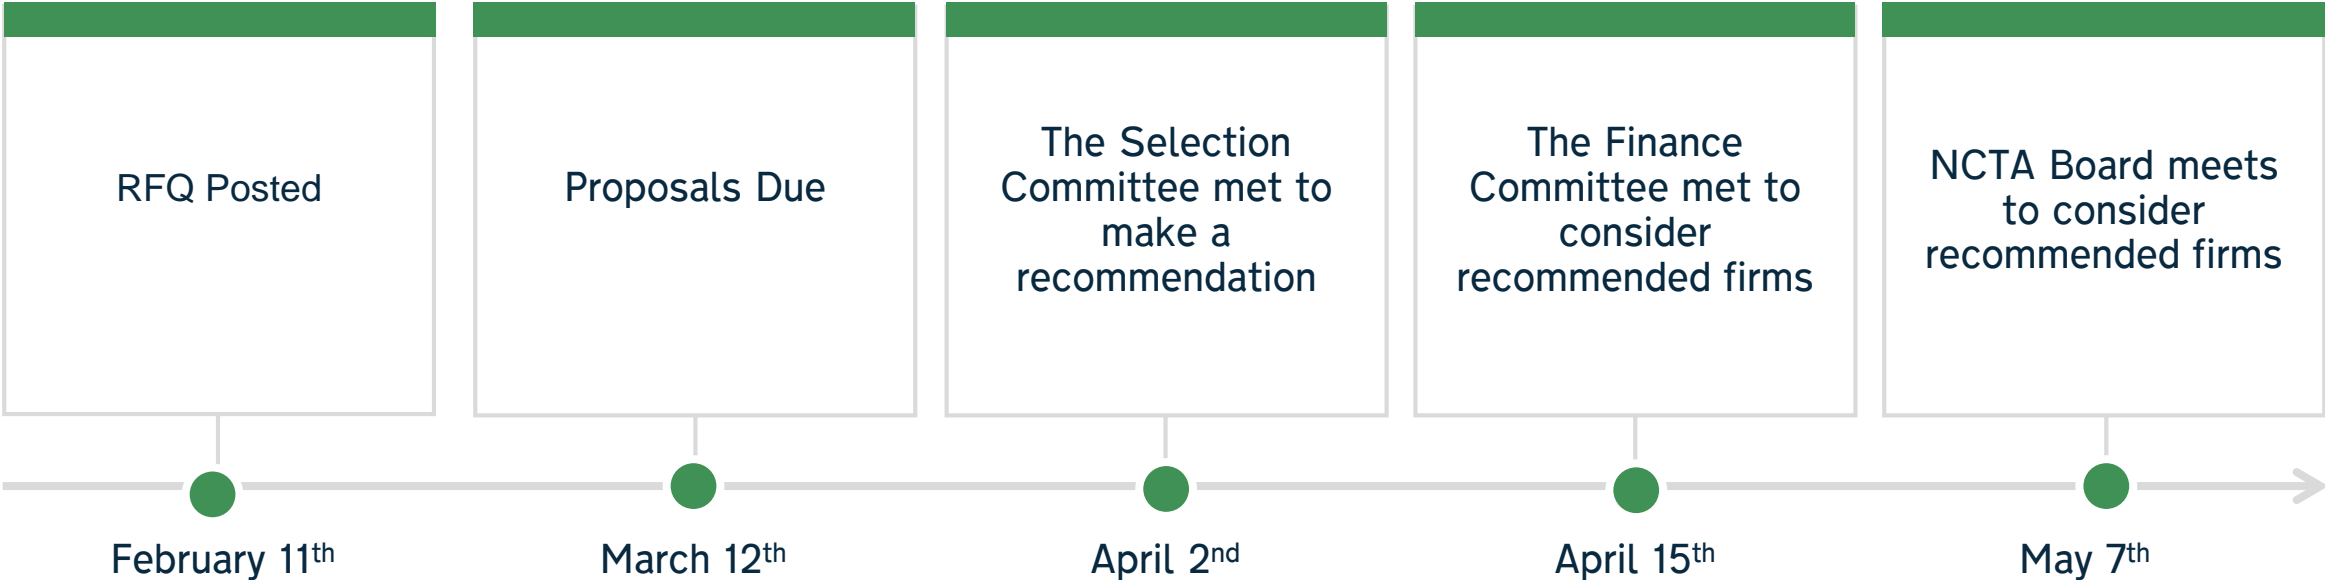 RFQ Posted
Proposals Due
The Selection
Committee met to
make a
recommendation
The Finance
Committee met to
consider
recommended firms
NCTA Board meets
to consider
recommended firms
February 11th
March 12th
April 2nd
April 15th
May 7th